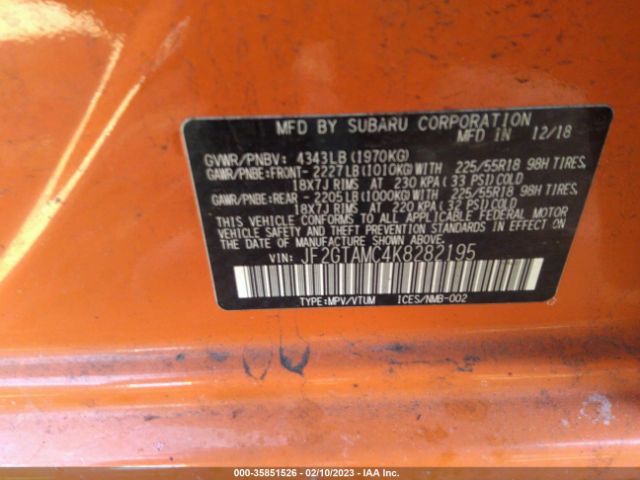 MFD BY SUBARU CORPORATION
MFD IN 12/18
GVWR/PNBV: 4343LB(1970KG)
GAWR/PNBE:FRONT- 2227LB(1010KG)WITH 225/55R18 98H TIRES,
18X7J RIMS AT 230 KPA(33 PSI)COLD
GAWR/PNBE:REAR - 2205LB(1000KG)WITH 225/55R18 98H TIRES,
18X7J RIMS AT 220 KPA(32 PSI)COLD
THIS VEHICLE CONFORMS TO ALL APPLICABLE FEDERAL MOTOR
VEHICLE SAFETY, BUMPER, AND THEFT PREVENTION
STANDARDS IN EFFECT ON THE DATE OF MANUFACTURE SHOWN ABOVE.
VIN: JF2GTAMC4K8282195
TYPE:MPV/VTUM ICES/NMB-002
000-35851526 - 02/10/2023 - IAA Inc.